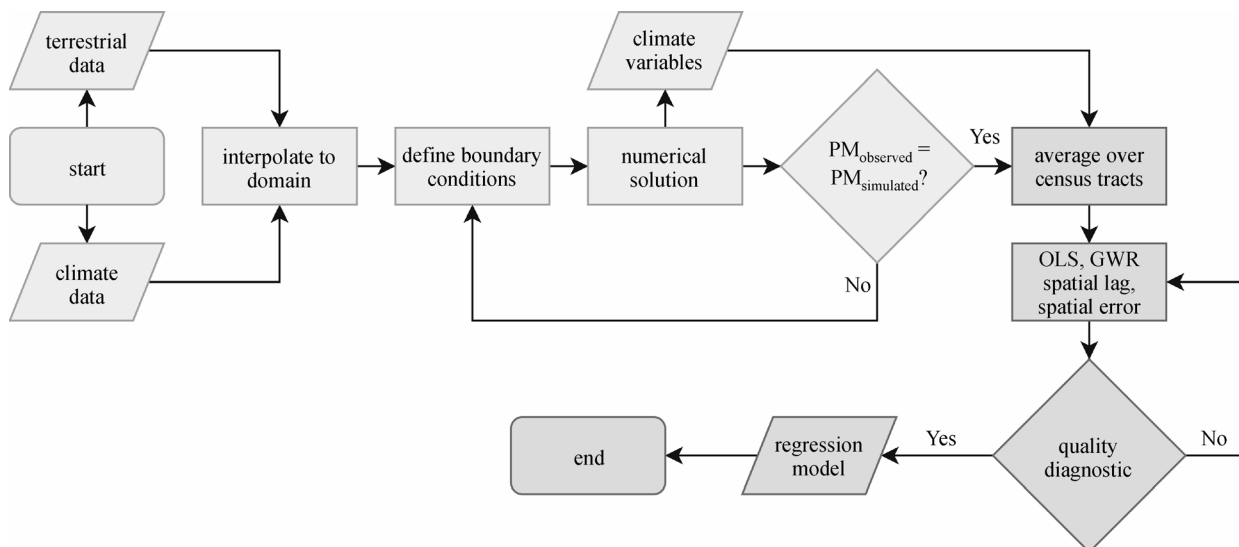 terrestrial
data
start
climate
data
interpolate to
domain
define boundary
conditions
numerical
solution
climate
variables
PMobserved =
PMsimulated?
Yes
No
average over
census tracts
OLS, GWR
spatial lag,
spatial error
quality
diagnostic
No
Yes
regression
model
end